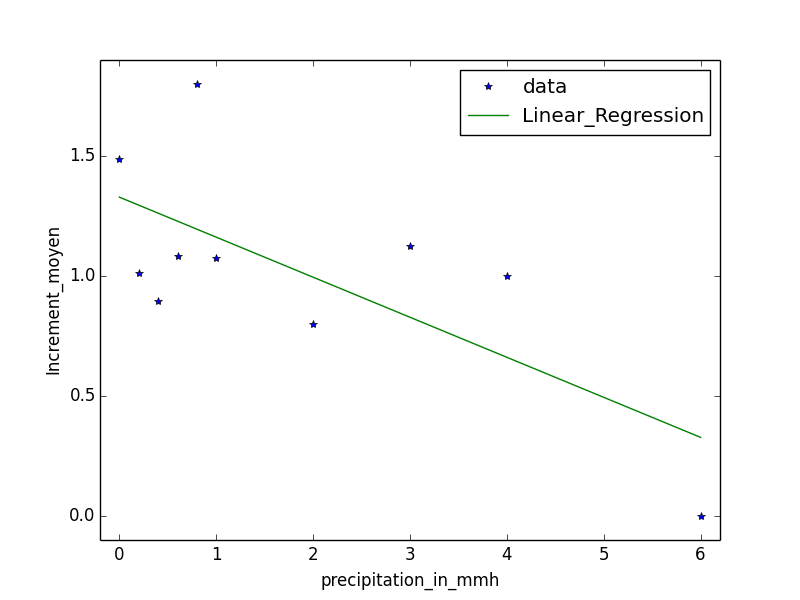 data
Linear_Regression
1.5
1.0
0.5
0.0
Increment_moyen
0 1 2 3 4 5 6
precipitation_in_mmh